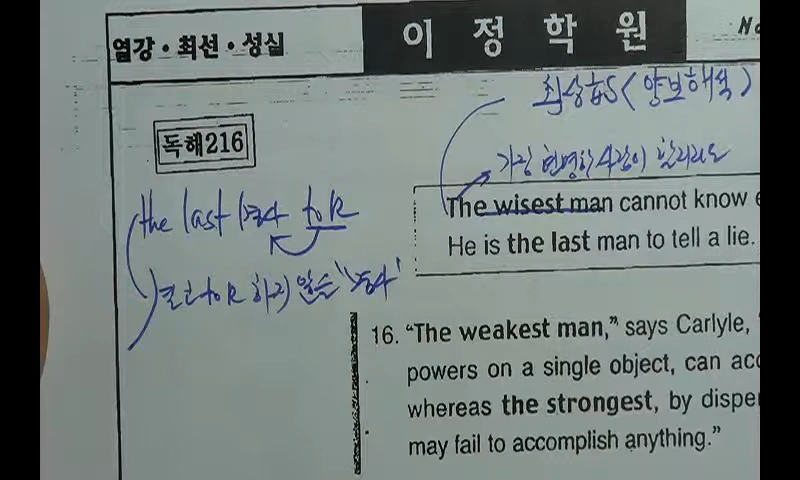 열강·최선·성실
이 정 학 원
No
최상급S (양보해석)
가장 현명한 사람이 할지라도
독해216
the last 명사 to R
결코 to R 하지 않을 '명사'
The wisest man cannot know e
He is the last man to tell a lie.
16. “The weakest man,” says Carlyle, “
powers on a single object, can acc
whereas the strongest, by dispe
may fail to accomplish anything.”